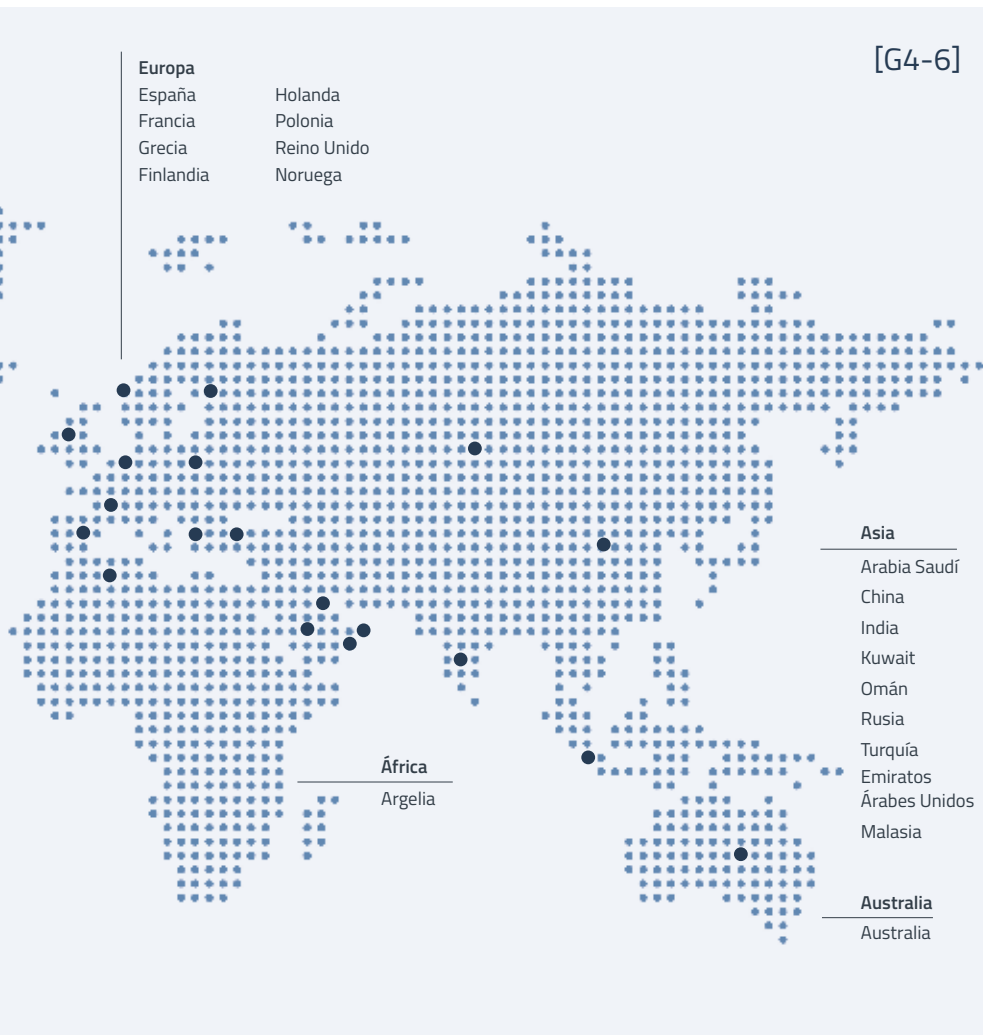 [G4-6]
Europa
España
Francia
Grecia
Finlandia
Holanda
Polonia
Reino Unido
Noruega
Asia
Arabia Saudí
China
India
Kuwait
Omán
Rusia
Turquía
Emiratos
Árabes Unidos
Malasia
África
Argelia
Australia
Australia